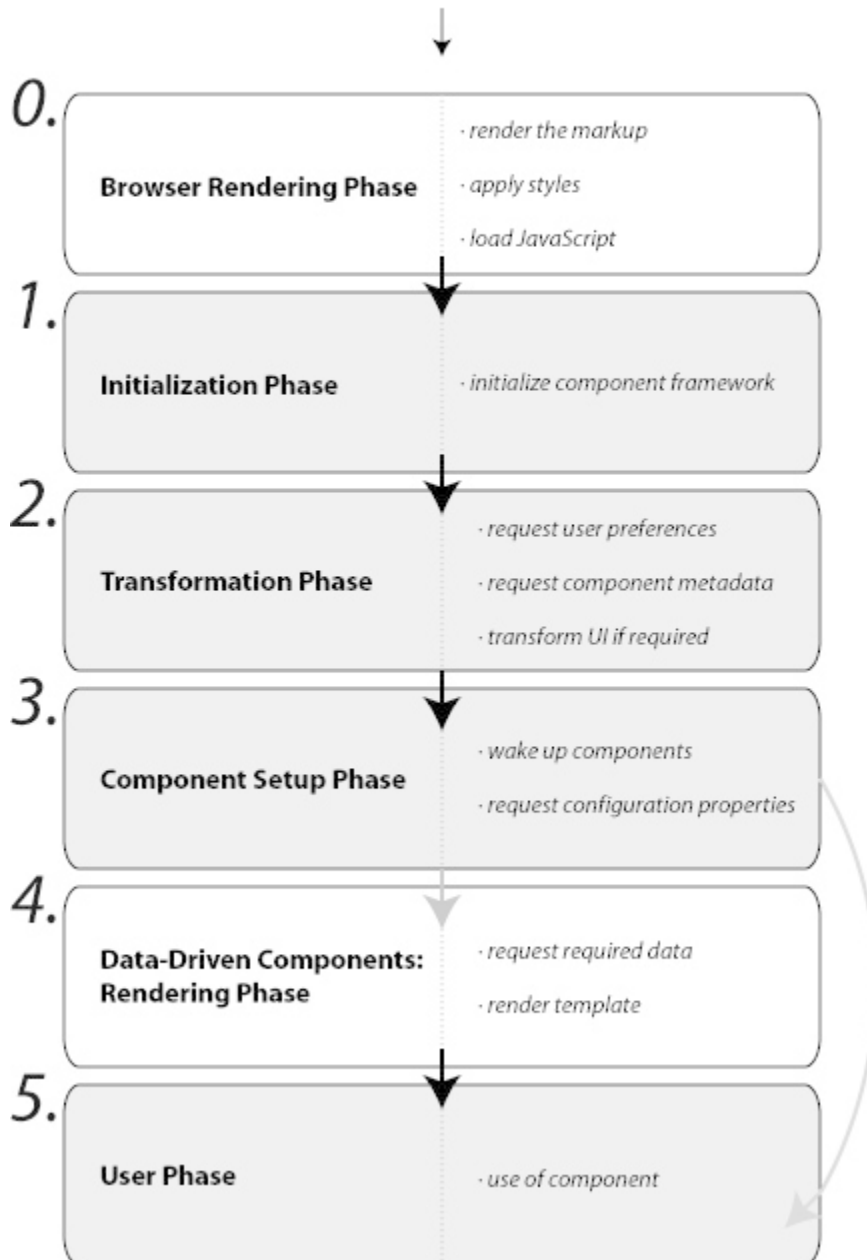 0.
Browser Rendering Phase
· render the markup
· apply styles
· load JavaScript
1.
Initialization Phase
· initialize component framework
2.
Transformation Phase
· request user preferences
· request component metadata
· transform UI if required
3.
Component Setup Phase
· wake up components
· request configuration properties
4.
Data-Driven Components:
Rendering Phase
· request required data
· render template
5.
User Phase
· use of component